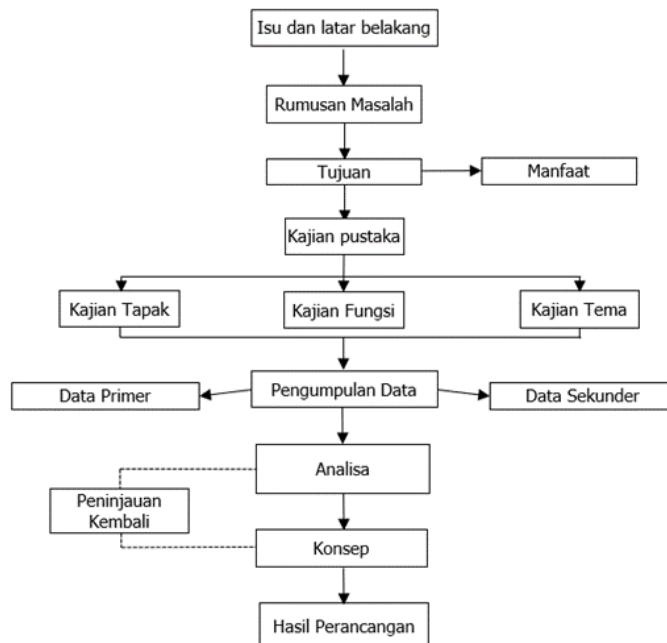 Isu dan latar belakang
Rumusan Masalah
Tujuan
Manfaat
Kajian pustaka
Kajian Tapak
Kajian Fungsi
Kajian Tema
Data Primer
Pengumpulan Data
Data Sekunder
Analisa
Peninjauan
Kembali
Konsep
Hasil Perancangan